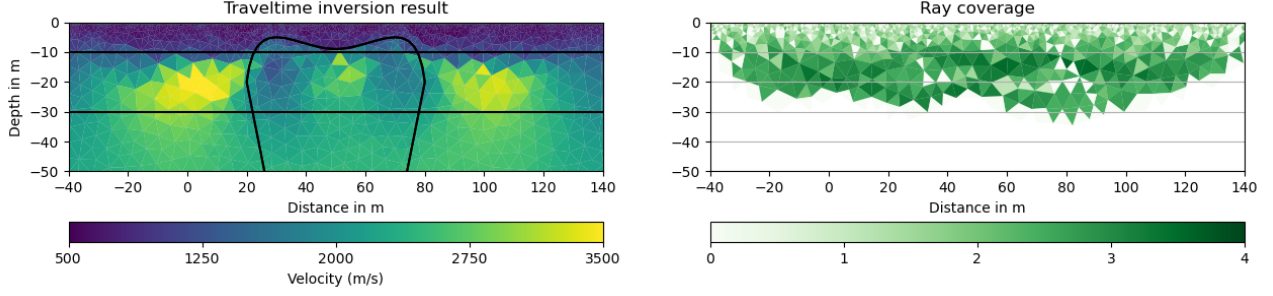 Traveltime inversion result
0
−10
−20
−30
−40
−50
Depth in m
−40 −20 0 20 40 60 80 100 120 140
Distance in m
500 1250 2000 2750 3500
Velocity (m/s)
Ray coverage
0
−10
−20
−30
−40
−50
−40 −20 0 20 40 60 80 100 120 140
Distance in m
0 1 2 3 4